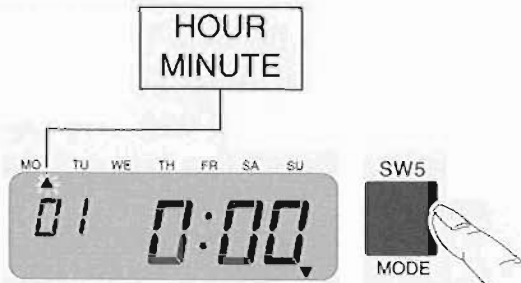 HOUR
MINUTE
MO TU WE TH FR SA SU
01 0:00
SW5
MODE